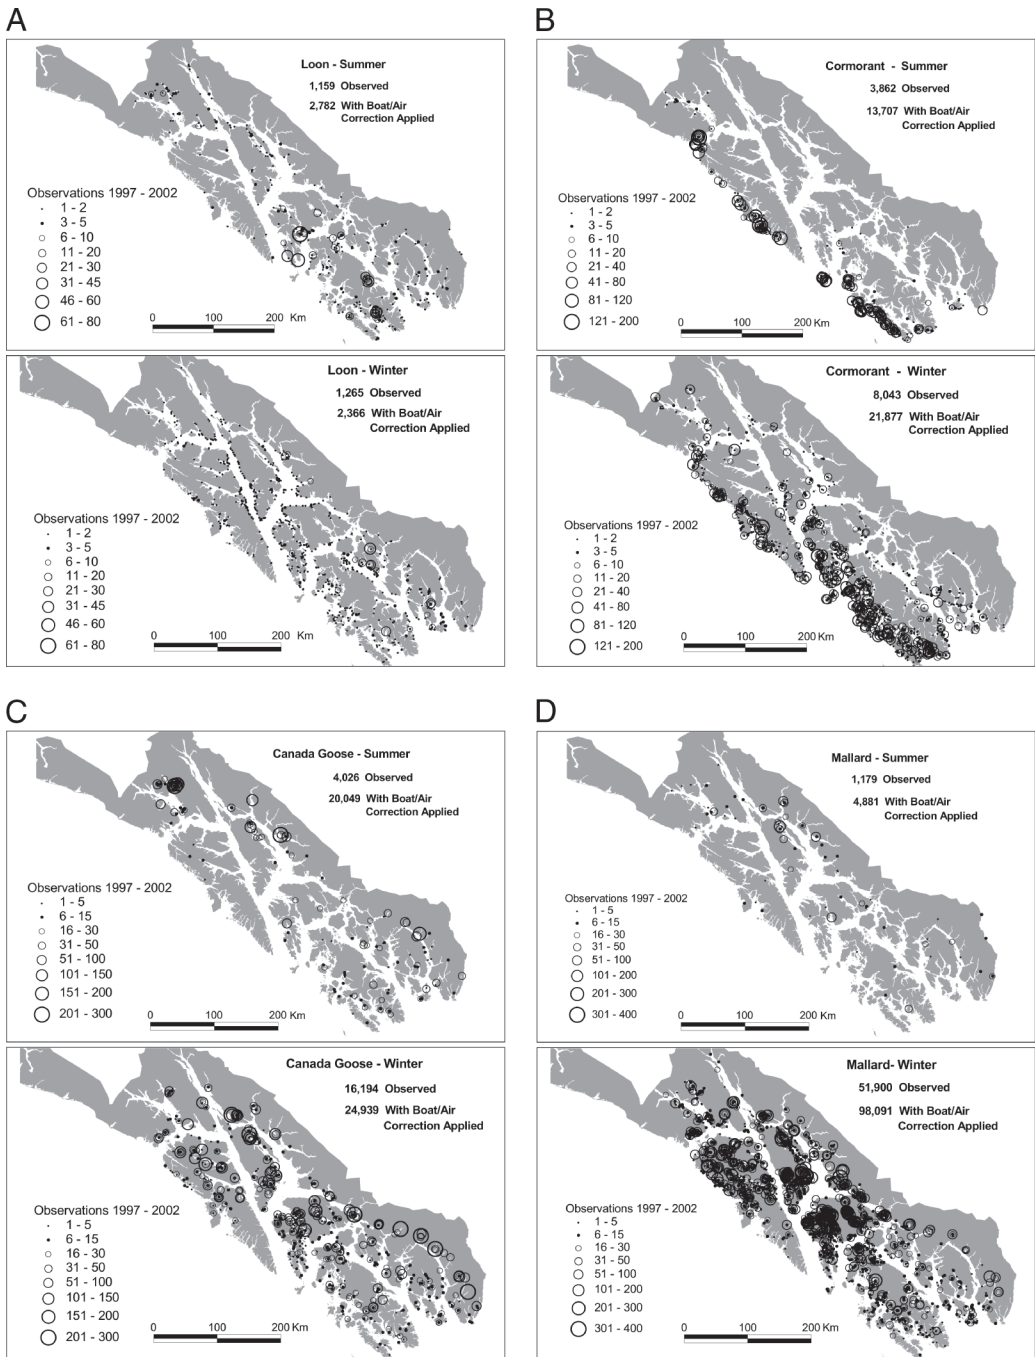 A
Loon - Summer
1,159 Observed
2,782 With Boat/Air
Correction Applied
Observations 1997 - 2002
1 - 2
3 - 5
6 - 10
11 - 20
21 - 30
31 - 45
46 - 60
61 - 80
0 100 200 Km
Loon - Winter
1,265 Observed
2,366 With Boat/Air
Correction Applied
Observations 1997 - 2002
1 - 2
3 - 5
6 - 10
11 - 20
21 - 30
31 - 45
46 - 60
61 - 80
0 100 200 Km
B
Cormorant - Summer
3,862 Observed
13,707 With Boat/Air
Correction Applied
Observations 1997 - 2002
1 - 2
3 - 5
6 - 10
11 - 20
21 - 40
41 - 80
81 - 120
121 - 200
0 100 200 Km
Cormorant - Winter
8,043 Observed
21,877 With Boat/Air
Correction Applied
Observations 1997 - 2002
1 - 2
3 - 5
6 - 10
11 - 20
21 - 40
41 - 80
81 - 120
121 - 200
0 100 200 Km
C
Canada Goose - Summer
4,026 Observed
20,049 With Boat/Air
Correction Applied
Observations 1997 - 2002
1 - 5
6 - 15
16 - 30
31 - 50
51 - 100
101 - 150
151 - 200
201 - 300
0 100 200 Km
Canada Goose - Winter
16,194 Observed
24,939 With Boat/Air
Correction Applied
Observations 1997 - 2002
1 - 5
6 - 15
16 - 30
31 - 50
51 - 100
101 - 150
151 - 200
201 - 300
0 100 200 Km
D
Mallard - Summer
1,179 Observed
4,881 With Boat/Air
Correction Applied
Observations 1997 - 2002
1 - 5
6 - 15
16 - 30
31 - 50
51 - 100
101 - 200
201 - 300
301 - 400
0 100 200 Km
Mallard- Winter
51,900 Observed
98,091 With Boat/Air
Correction Applied
Observations 1997 - 2002
1 - 5
6 - 15
16 - 30
31 - 50
51 - 100
101 - 200
201 - 300
301 - 400
0 100 200 Km